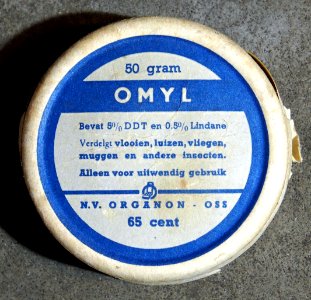 50 gram
OMYL
Bevat 5% DDT en 0.5% Lindane
Verdelgt vlooien, luizen, vliegen,
muggen en andere insecten.
Alleen voor uitwendig gebruik
N.V. ORGANON - OSS
65 cent